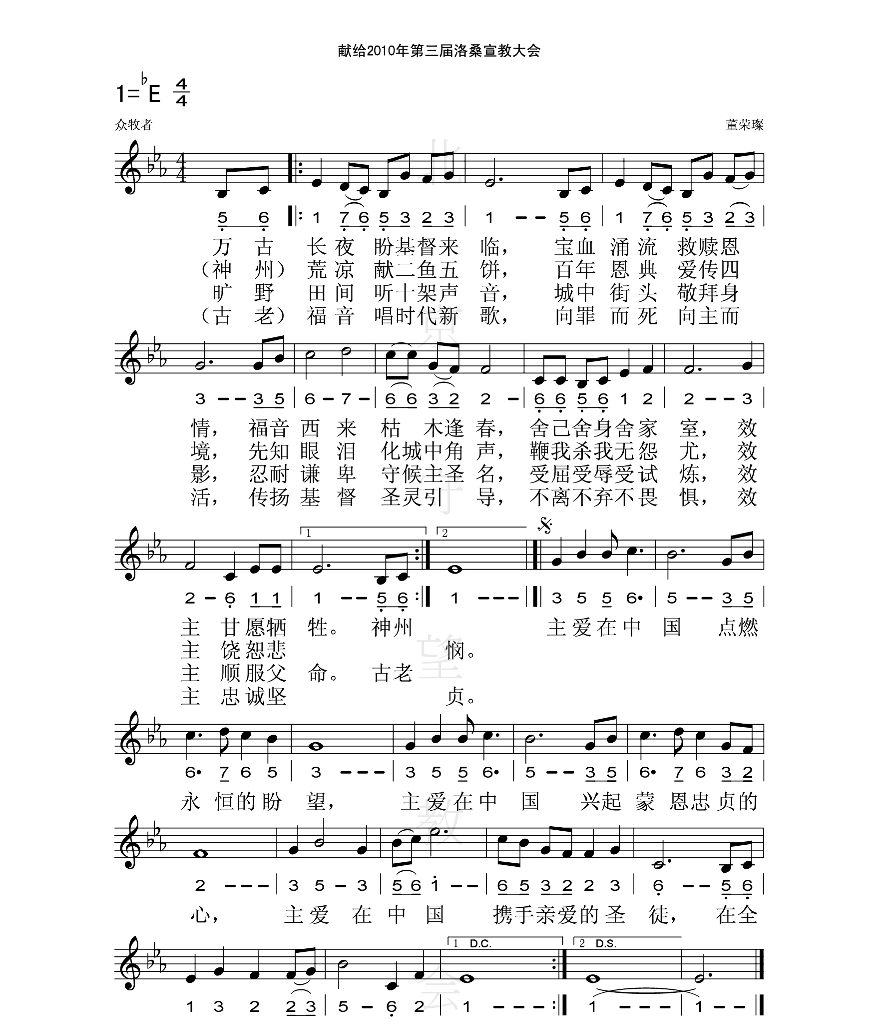 献给2010年第三届洛桑宣教大会
1=♭E 4/4
众牧者 董荣璨
5 6 𝄆 1 7 6 5 3 2 3 | 1 – – 5 6 | 1 7 6 5 3 2 3 |
万 古 长 夜 盼基督来 临， 宝血 涌流 救赎恩
（神 州）荒凉 献二鱼五 饼， 百年 恩典 爱传四
旷 野 田间 听十架声 音， 城中 街头 敬拜身
（古 老）福音 唱时代新 歌， 向罪 而死 向主而
3 – – 3 5 | 6 – 7 – | 6 6 3 2 2 – | 6 6 5 6 1 2 | 2 – – 3 |
情， 福音 西 来 枯 木逢 春， 舍己舍身舍家 室， 效
境， 先知 眼 泪 化城中角 声， 鞭我杀我无怨 尤， 效
影， 忍耐 谦 卑 守候主圣 名， 受屈受辱受试 炼， 效
活， 传扬 基 督 圣灵引 导， 不离不弃不畏 惧， 效
1 2
2 – 6 1 1 | 1 – – 5 6 :‖ 1 – – – ‖ 3 5 5 6· | 5 – – 3 5 |
主 甘愿牺 牲。 神州 主爱在中 国 点燃
主 饶恕悲 悯。
主 顺服父 命。 古老
主 忠诚坚 贞。
6· 7 6 5 | 3 – – – | 3 5 5 6· | 5 – – 3 5 | 6· 7 6 3 2 |
永 恒的盼 望， 主爱在中 国 兴起 蒙 恩忠贞的
2 – – – | 3 5 – 3 | 5 6 1 – – | 6 5 3 2 2 3 | 6 – – 5 6 |
心， 主 爱 在 中 国 携手亲爱的 圣 徒， 在全
1 D.C. 2 D.S.
1 3 2 2 3 | 5 – 6 2 | 1 – – – :‖ 1 – – – | 1 – – ‖
北京守望教会